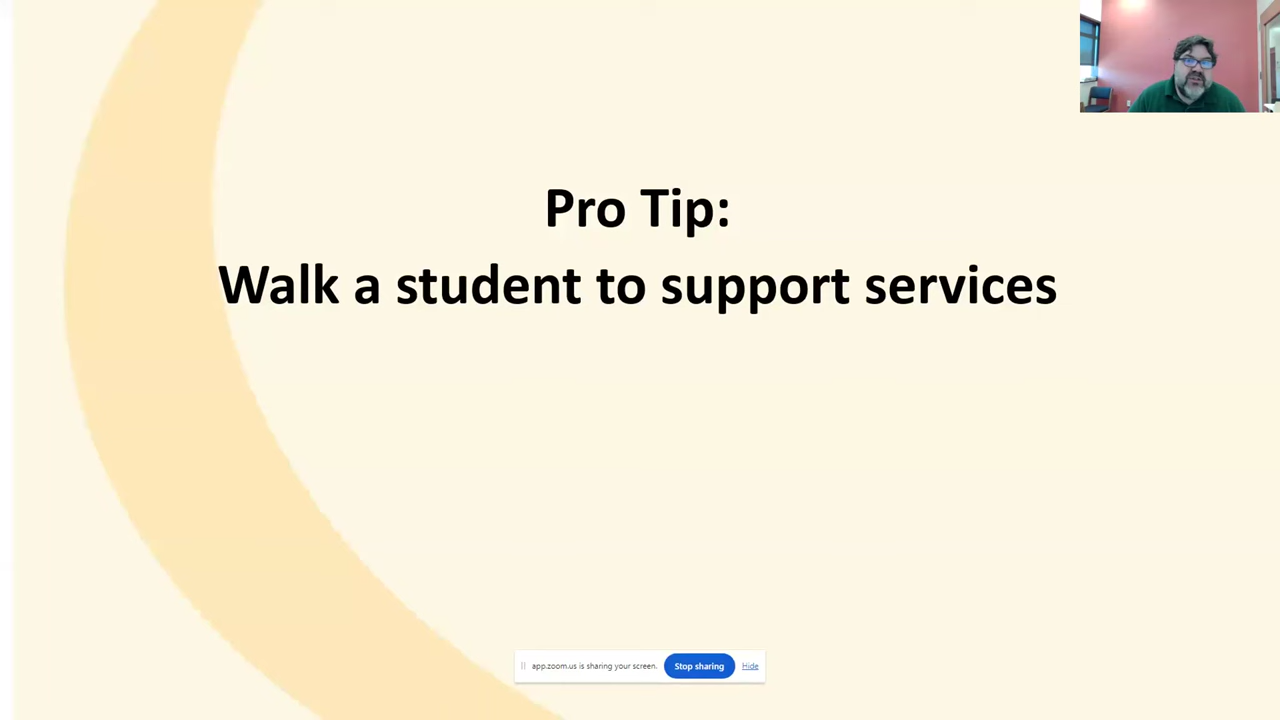 Pro Tip:
Walk a student to support services
app.zoom.us is sharing your screen. Stop sharing Hide